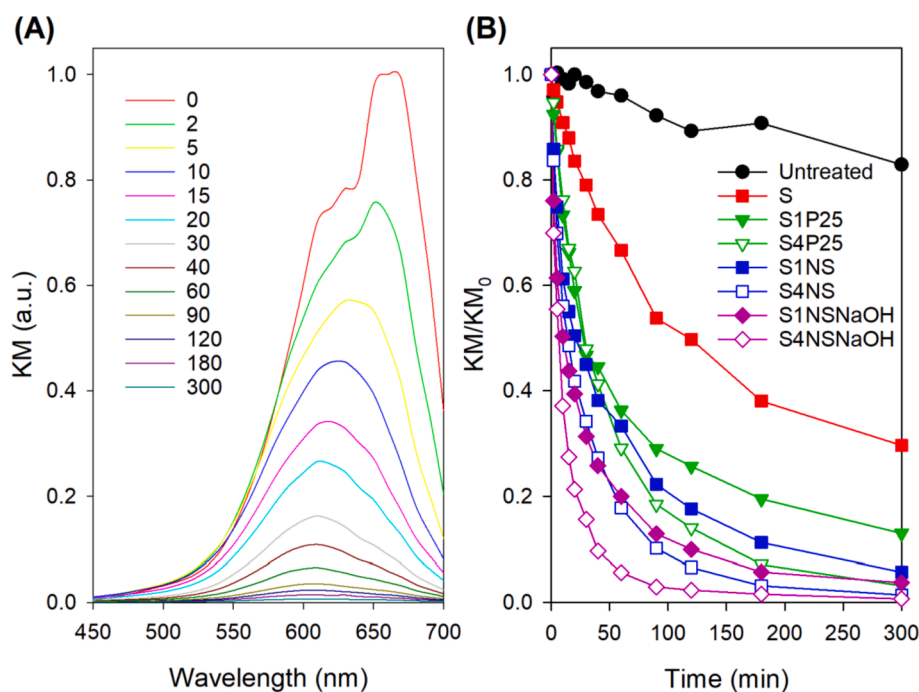 (A)
KM (a.u.)
1.0
0.8
0.6
0.4
0.2
0.0
0
2
5
10
15
20
30
40
60
90
120
180
300
450 500 550 600 650 700
Wavelength (nm)
(B)
KM/KM0
1.0
0.8
0.6
0.4
0.2
0.0
Untreated
S
S1P25
S4P25
S1NS
S4NS
S1NSNaOH
S4NSNaOH
0 50 100 150 200 250 300
Time (min)